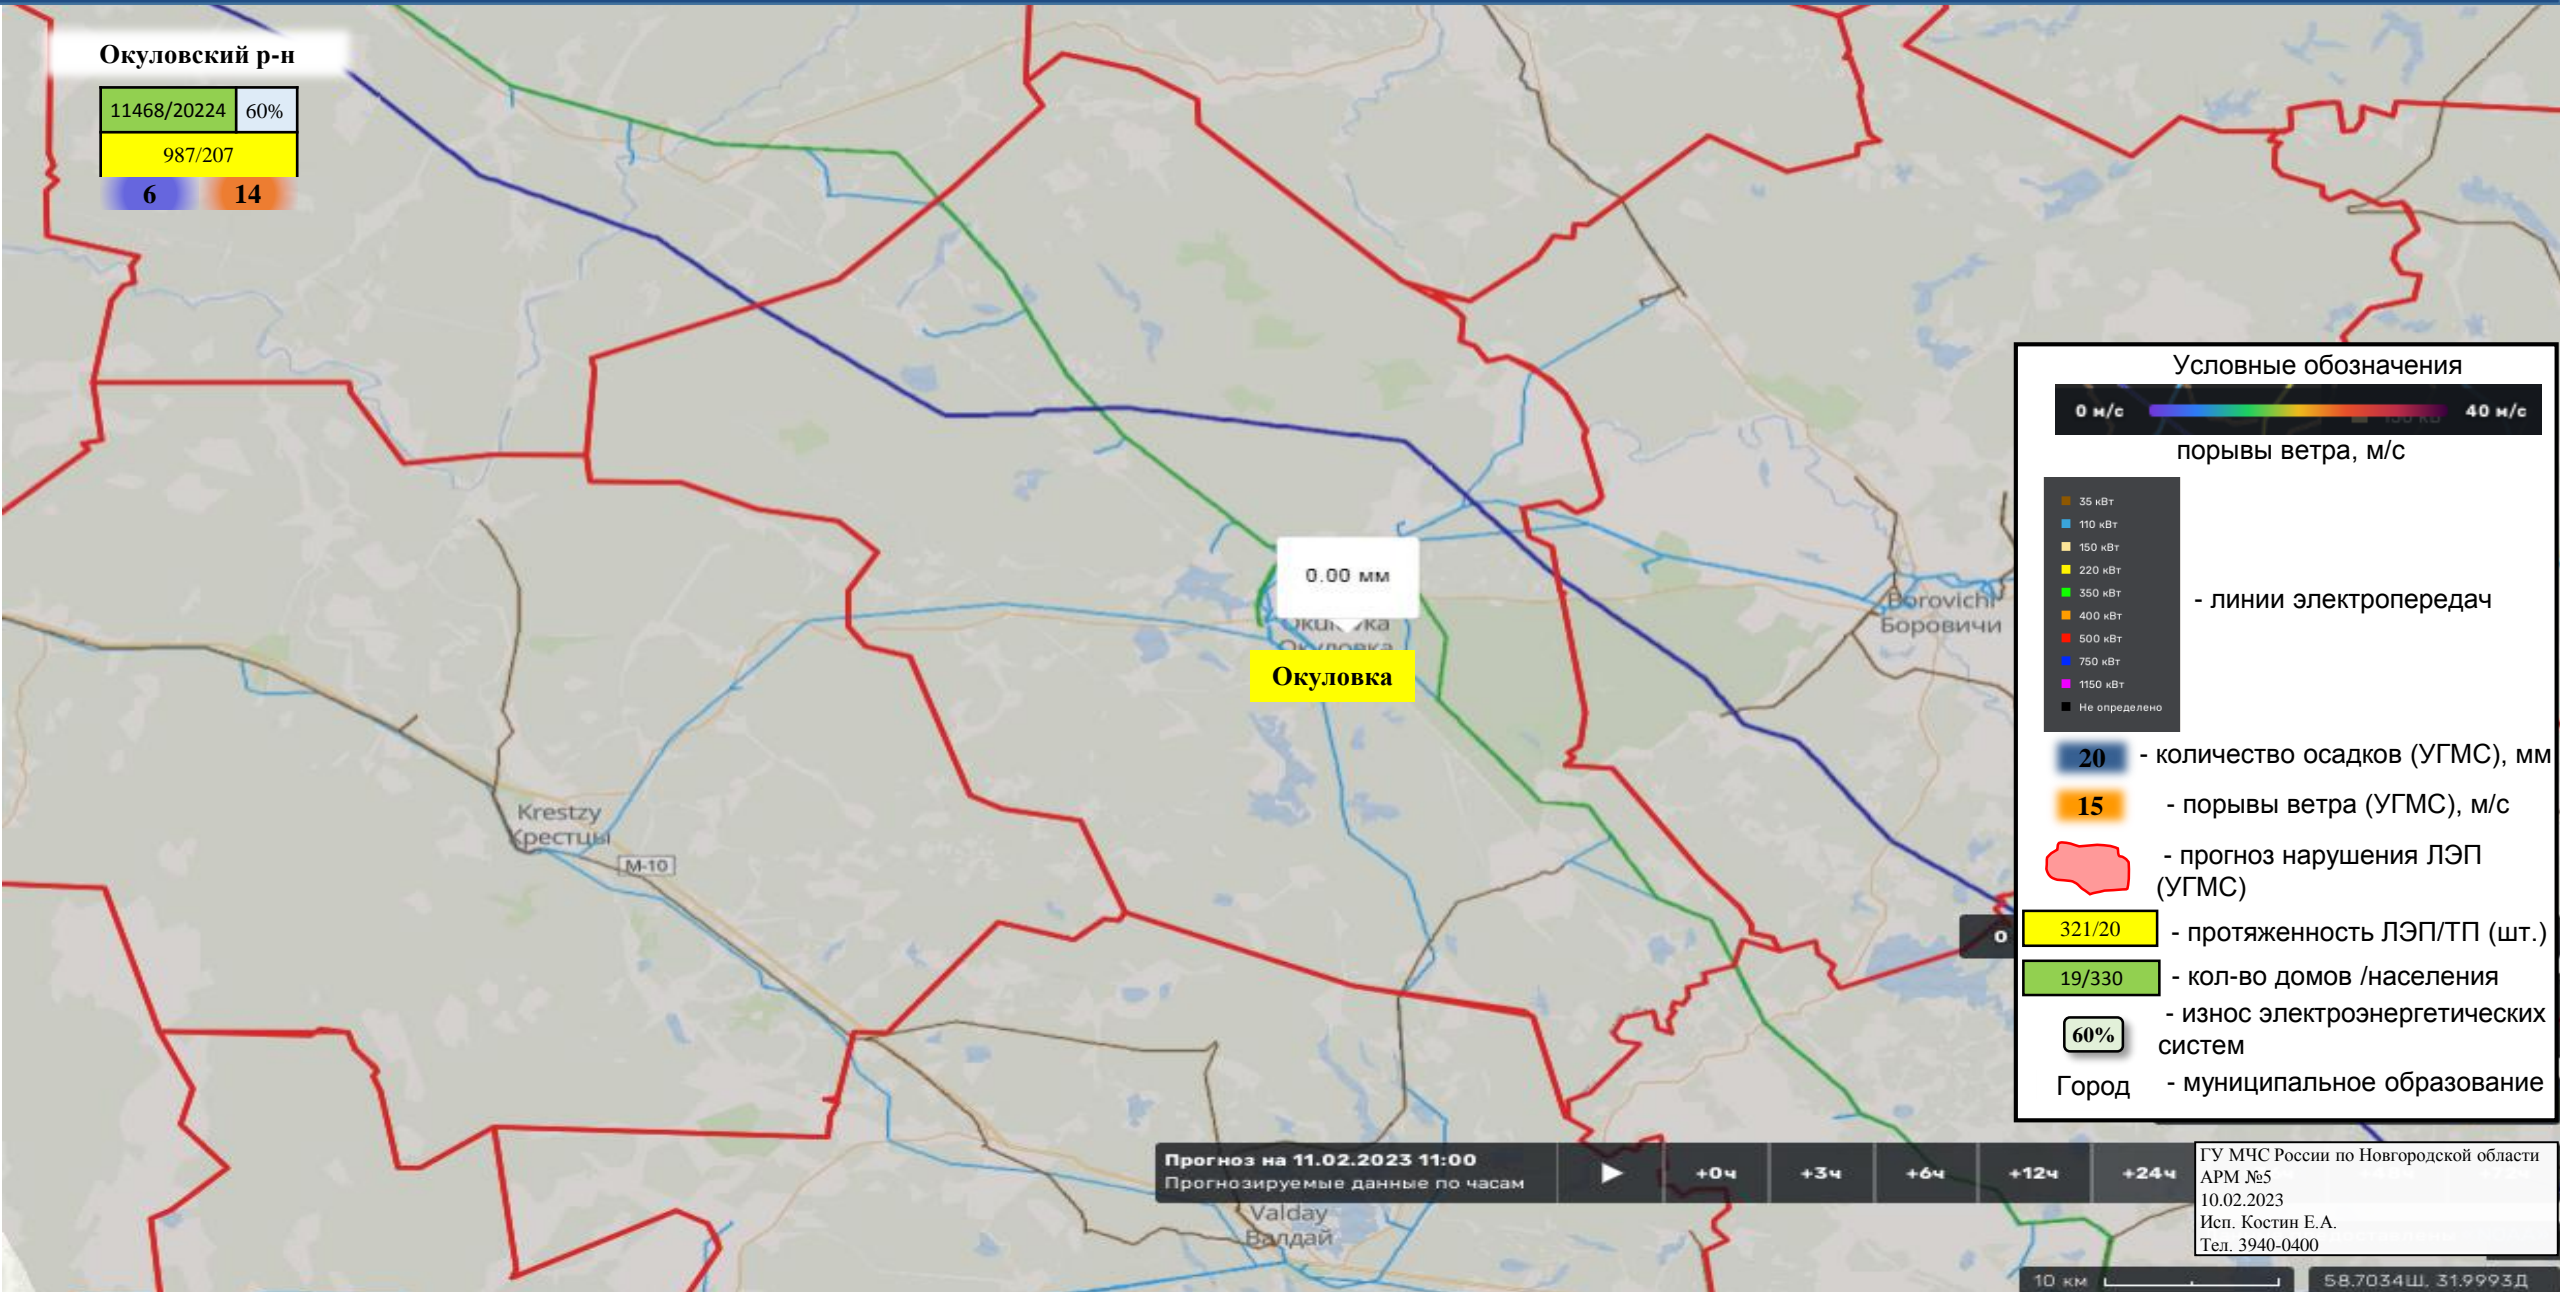 Окуловский р-н
11468/20224 60%
987/207
6 14
0.00 мм
Окуловка
Borovichi
Боровичи
Krestzy
Крестцы
M-10
Valday
Валдай
Условные обозначения
0 м/с 40 м/с
порывы ветра, м/с
35 кВт
110 кВт
150 кВт
220 кВт
350 кВт
400 кВт
500 кВт
750 кВт
1150 кВт
Не определено
- линии электропередач
20 - количество осадков (УГМС), мм
15 - порывы ветра (УГМС), м/с
- прогноз нарушения ЛЭП
(УГМС)
0
321/20 - протяженность ЛЭП/ТП (шт.)
19/330 - кол-во домов /населения
60% - износ электроэнергетических
систем
Город - муниципальное образование
Прогноз на 11.02.2023 11:00
Прогнозируемые данные по часам
+0ч +3ч +6ч +12ч +24ч
ГУ МЧС России по Новгородской области
АРМ №5
10.02.2023
Исп. Костин Е.А.
Тел. 3940-0400
10 км
58.7034Ш, 31.9993Д